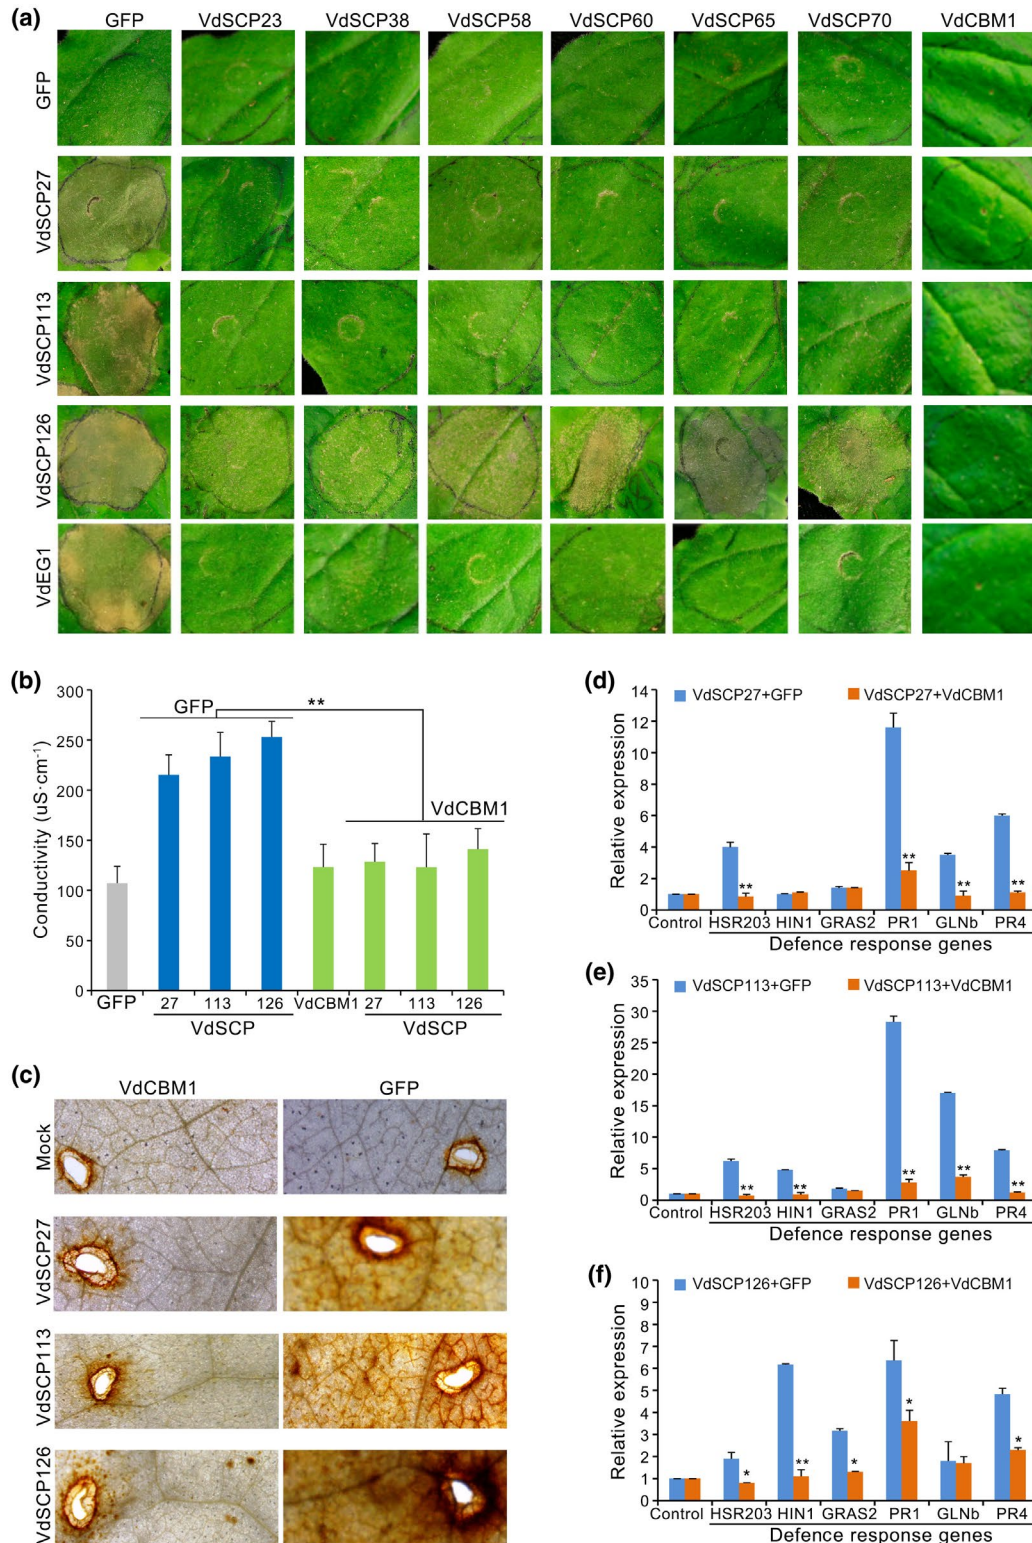 (a)
GFP VdSCP23 VdSCP38 VdSCP58 VdSCP60 VdSCP65 VdSCP70 VdCBM1
GFP
VdSCP27
VdSCP113
VdSCP126
VdEG1
(b)
300
250
200
150
100
50
0
Conductivity (uS·cm⁻¹)
GFP
**
VdCBM1
GFP 27 113 126 VdCBM1 27 113 126
VdSCP VdSCP
(c)
VdCBM1 GFP
Mock
VdSCP27
VdSCP113
VdSCP126
(d)
VdSCP27+GFP VdSCP27+VdCBM1
14
12
10
8
6
4
2
0
Relative expression
** ** ** **
Control HSR203 HIN1 GRAS2 PR1 GLNb PR4
Defence response genes
(e)
VdSCP113+GFP VdSCP113+VdCBM1
35
30
25
20
15
10
5
0
Relative expression
** ** ** ** **
Control HSR203 HIN1 GRAS2 PR1 GLNb PR4
Defence response genes
(f)
VdSCP126+GFP VdSCP126+VdCBM1
10
9
8
7
6
5
4
3
2
1
0
Relative expression
* ** * * *
Control HSR203 HIN1 GRAS2 PR1 GLNb PR4
Defence response genes